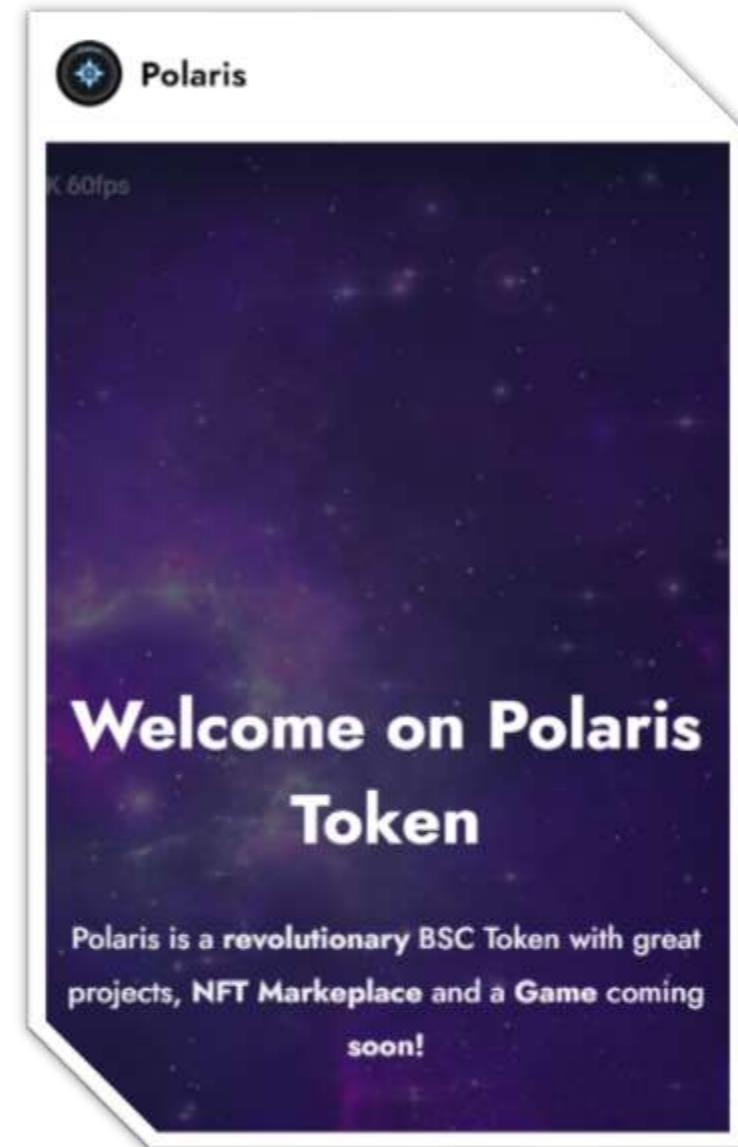 Polaris
K 60fps
Welcome on Polaris
Token
Polaris is a revolutionary BSC Token with great
projects, NFT Markeplace and a Game coming
soon!